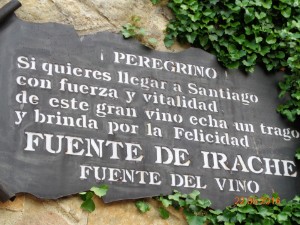 ¡ PEREGRINO !
Si quieres llegar a Santiago
con fuerza y vitalidad
de este gran vino echa un trago
y brinda por la Felicidad
FUENTE DE IRACHE
FUENTE DEL VINO